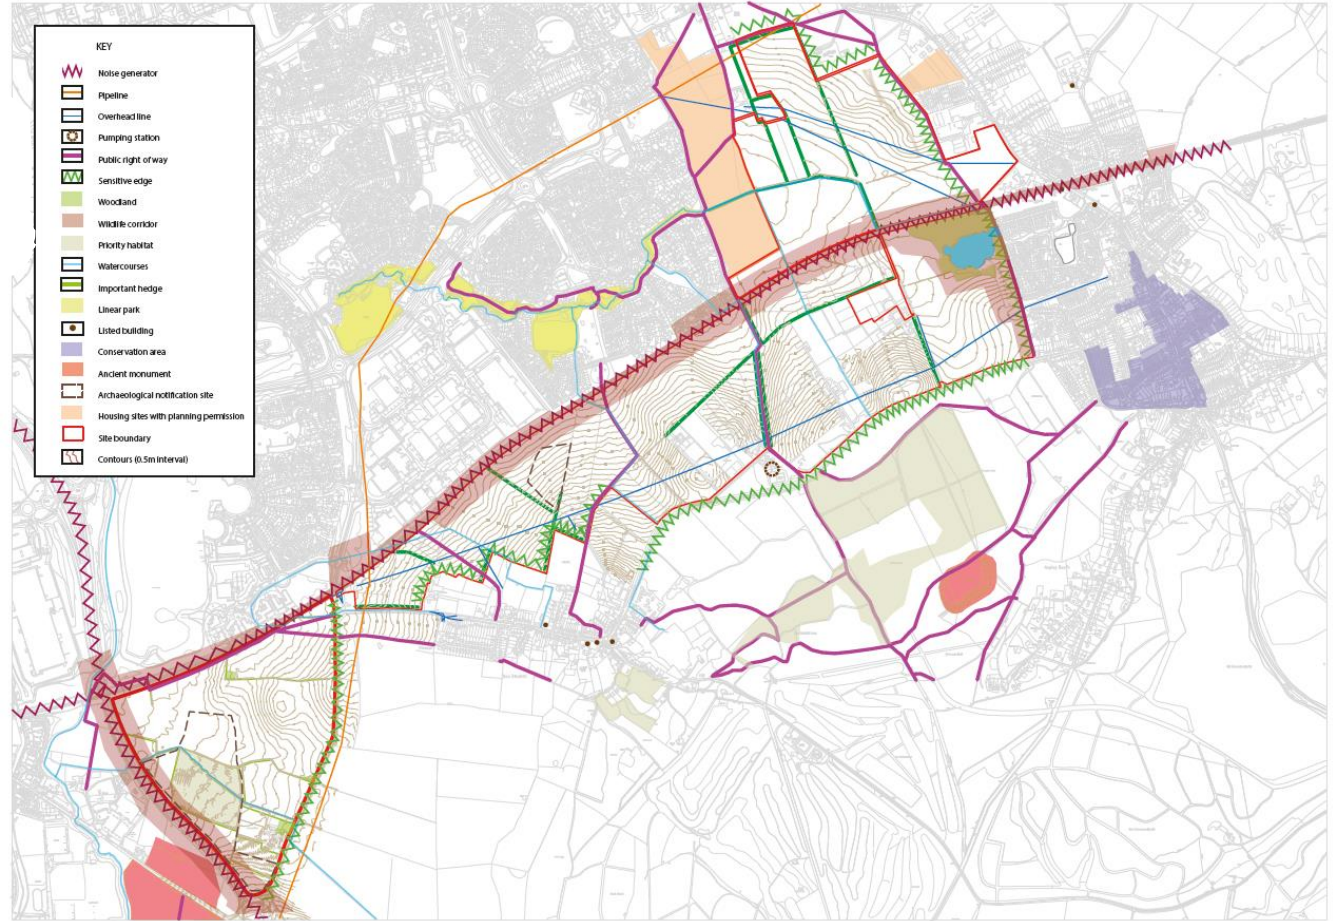 KEY
Noise generator
Pipeline
Overhead line
Pumping station
Public right of way
Sensitive edge
Woodland
Wildlife corridor
Priority habitat
Watercourses
Important hedge
Linear park
Listed building
Conservation area
Ancient monument
Archaeological notification site
Housing sites with planning permission
Site boundary
Contours (0.5m interval)